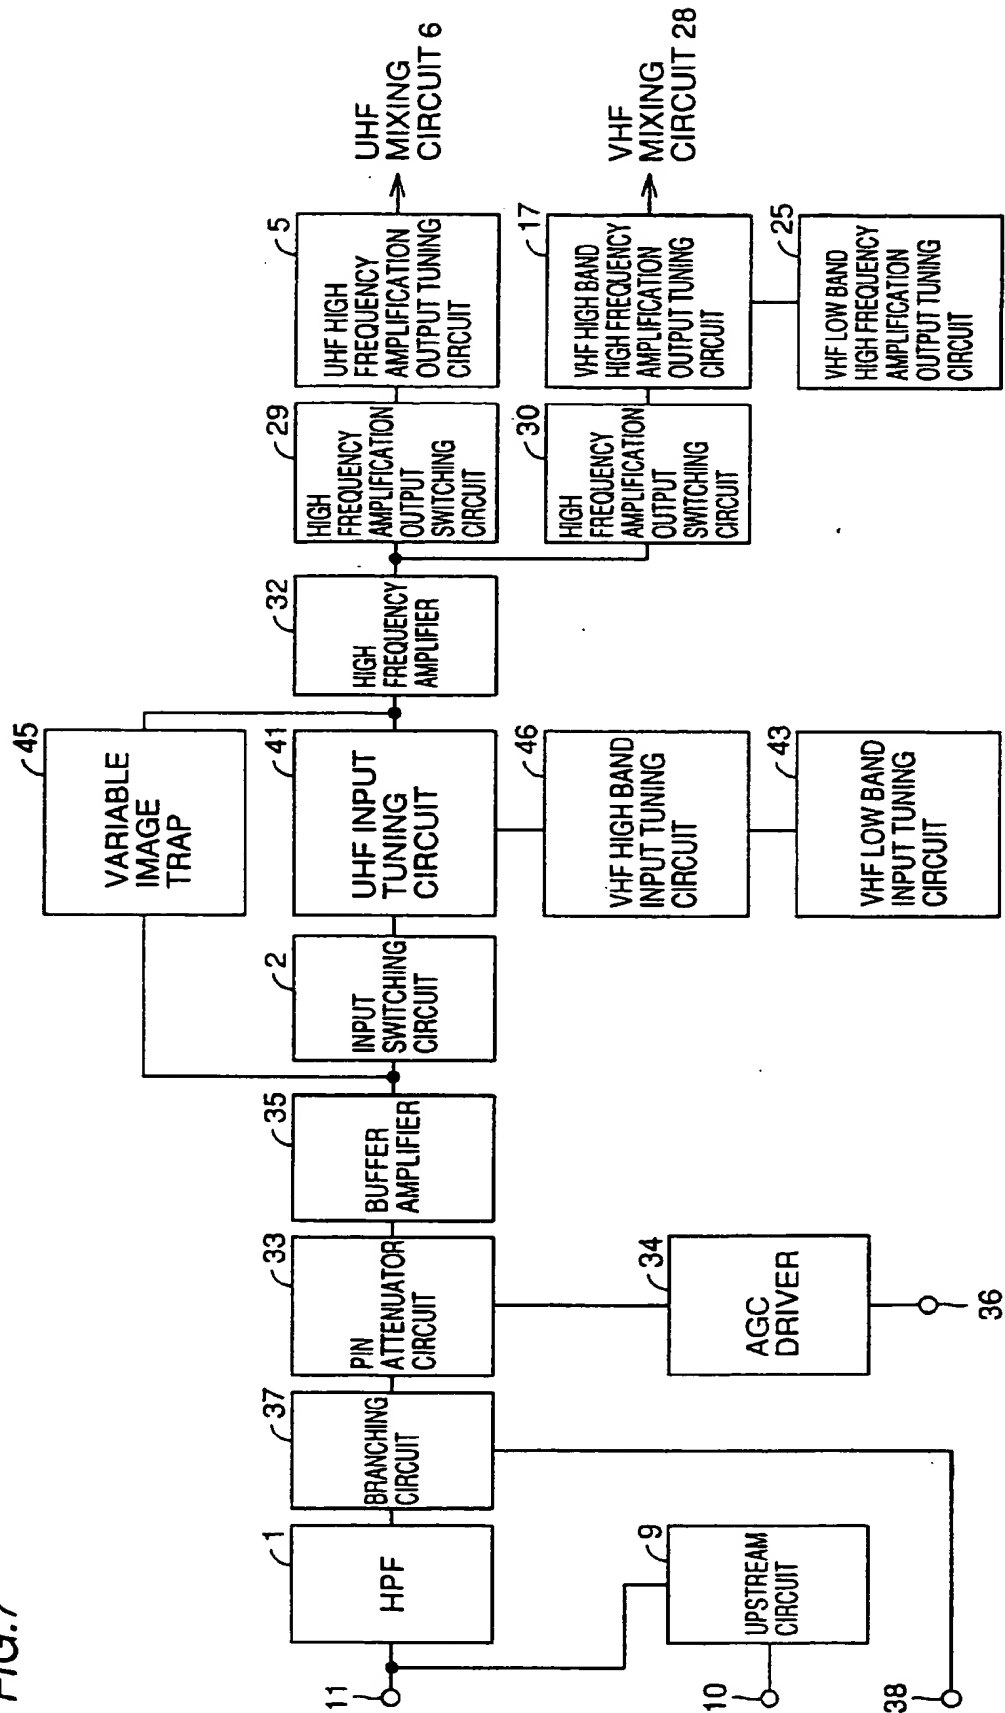 FIG.7
11
1
HPF
37
BRANCHING
CIRCUIT
33
PIN
ATTENUATOR
CIRCUIT
35
BUFFER
AMPLIFIER
2
INPUT
SWITCHING
CIRCUIT
45
VARIABLE
IMAGE
TRAP
41
UHF INPUT
TUNING
CIRCUIT
32
HIGH
FREQUENCY
AMPLIFIER
29
HIGH
FREQUENCY
AMPLIFICATION
OUTPUT
SWITCHING
CIRCUIT
5
UHF HIGH
FREQUENCY
AMPLIFICATION
OUTPUT TUNING
CIRCUIT
UHF
MIXING
CIRCUIT 6
46
VHF HIGH BAND
INPUT TUNING
CIRCUIT
30
HIGH
FREQUENCY
AMPLIFICATION
OUTPUT
SWITCHING
CIRCUIT
17
VHF HIGH BAND
HIGH FREQUENCY
AMPLIFICATION
OUTPUT TUNING
CIRCUIT
VHF
MIXING
CIRCUIT 28
10
9
UPSTREAM
CIRCUIT
34
AGC
DRIVER
43
VHF LOW BAND
INPUT TUNING
CIRCUIT
25
VHF LOW BAND
HIGH FREQUENCY
AMPLIFICATION
OUTPUT TUNING
CIRCUIT
38
36